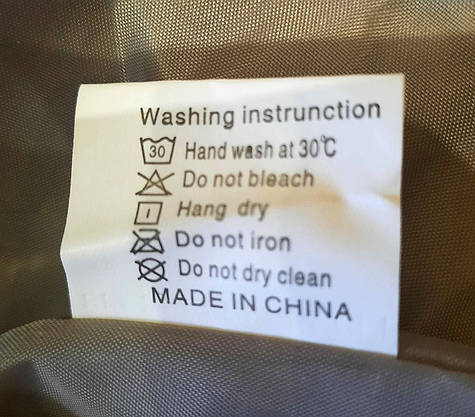 Washing instrunction
30 Hand wash at 30℃
Do not bleach
Hang dry
Do not iron
Do not dry clean
MADE IN CHINA